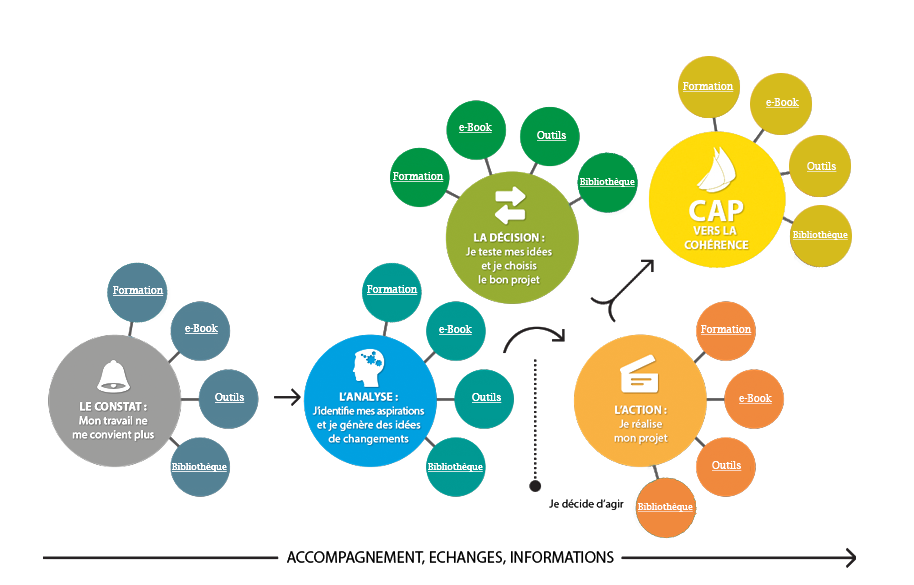 Formation
e-Book
Outils
Bibliothèque
LE CONSTAT :
Mon travail ne
me convient plus
Formation
e-Book
Outils
Bibliothèque
L'ANALYSE :
J'identifie mes aspirations
et je génère des idées
de changements
Formation
e-Book
Outils
Bibliothèque
LA DÉCISION :
Je teste mes idées
et je choisis
le bon projet
Je décide d'agir
Formation
e-Book
Outils
Bibliothèque
L'ACTION :
Je réalise
mon projet
Formation
e-Book
Outils
Bibliothèque
CAP
VERS LA
COHÉRENCE
ACCOMPAGNEMENT, ECHANGES, INFORMATIONS